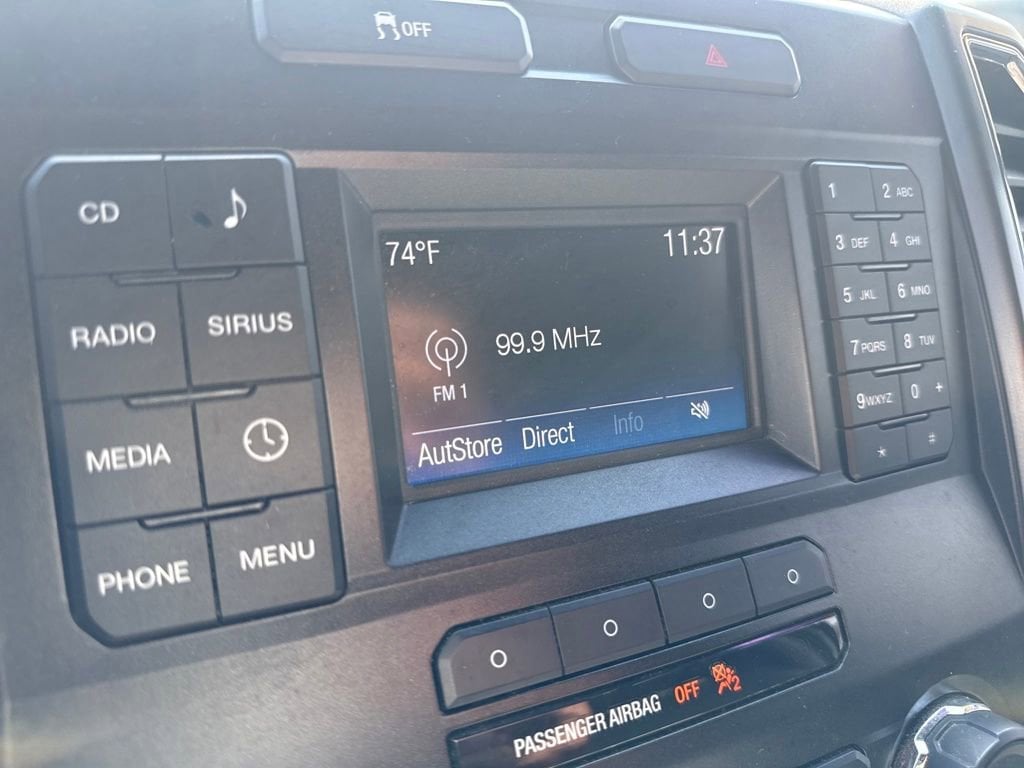 OFF
CD
RADIO
SIRIUS
MEDIA
PHONE
MENU
74°F
11:37
99.9 MHz
FM 1
AutStore
Direct
Info
1
2 ABC
3 DEF
4 GHI
5 JKL
6 MNO
7 PQRS
8 TUV
9 WXYZ
0 +
*
#
PASSENGER AIRBAG OFF 2